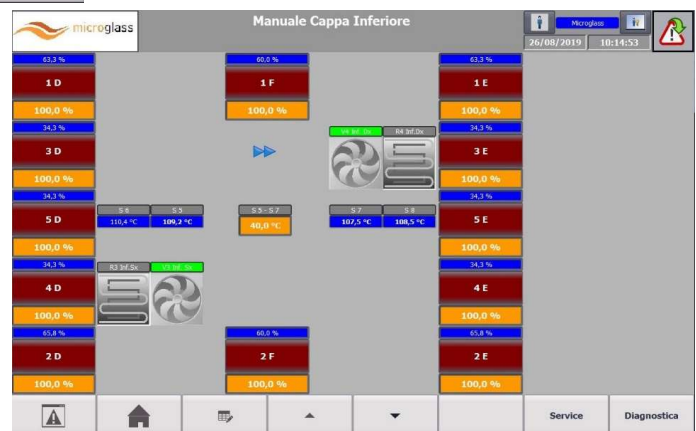 microglass
Manuale Cappa Inferiore
Microglass
26/08/2019 10:14:53
63,3 % 60,0 % 63,3 %
1 D 1 F 1 E
100,0 % 100,0 % 100,0 %
34,3 % V4 Inf. Dx R4 Inf.Dx 34,3 %
3 D 3 E
100,0 % 100,0 %
34,3 % 34,3 %
S 6 S 5 S 5 - S 7 S 7 S 8
5 D 110,4 °C 109,2 °C 40,0 °C 107,5 °C 108,5 °C 5 E
100,0 % 100,0 %
34,3 % R3 Inf.Sx V3 Inf. Sx 34,3 %
4 D 4 E
100,0 % 100,0 %
65,8 % 60,0 % 65,8 %
2 D 2 F 2 E
100,0 % 100,0 % 100,0 %
Service Diagnostica